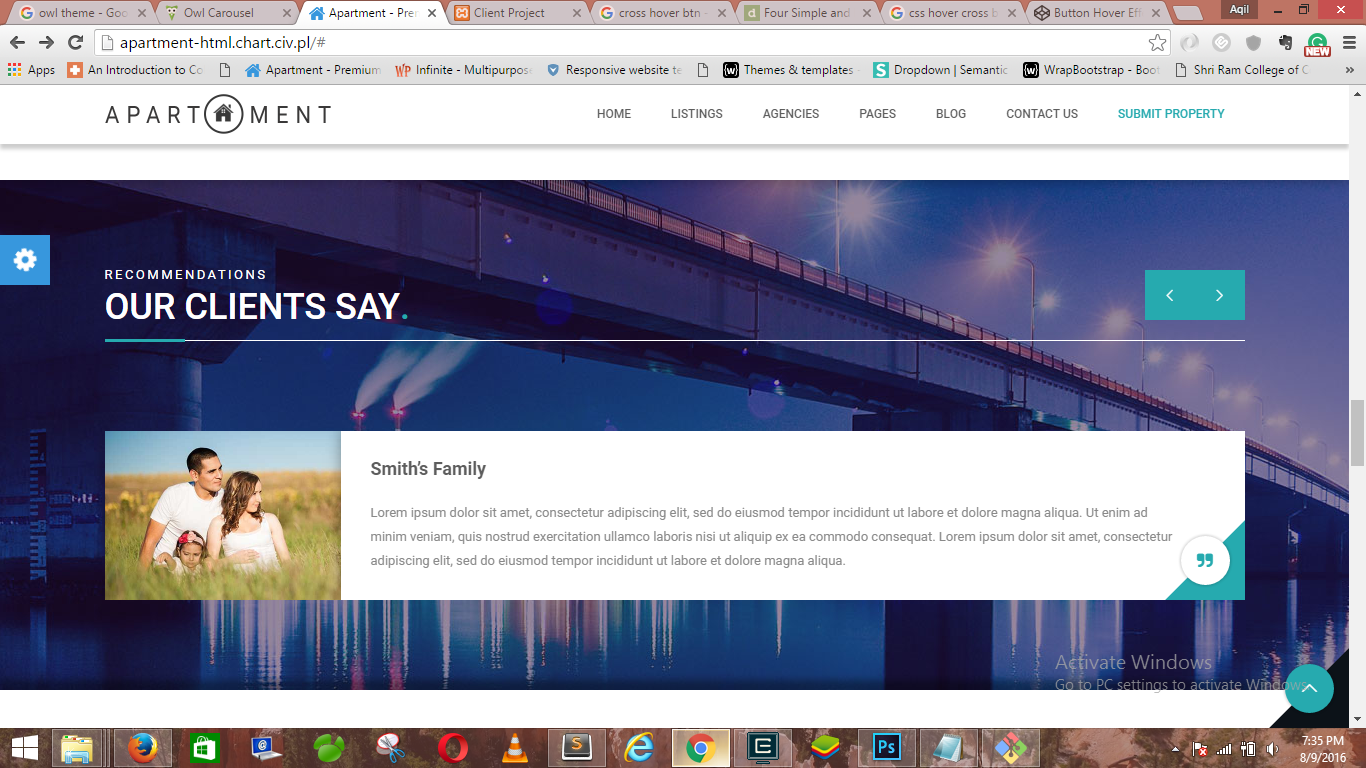 owl theme - Goo
Owl Carousel
Apartment - Pre
Client Project
cross hover btn -
Four Simple and
css hover cross b
Button Hover Eff
Aqil
apartment-html.chart.civ.pl/#
NEW
Apps
An Introduction to Co
Apartment - Premium
Infinite - Multipurpose
Responsive website te
Themes & templates
Dropdown | Semantic
WrapBootstrap - Boot
Shri Ram College of C
»
APARTMENT
HOME
LISTINGS
AGENCIES
PAGES
BLOG
CONTACT US
SUBMIT PROPERTY
RECOMMENDATIONS
OUR CLIENTS SAY.
Smith's Family
Lorem ipsum dolor sit amet, consectetur adipiscing elit, sed do eiusmod tempor incididunt ut labore et dolore magna aliqua. Ut enim ad
minim veniam, quis nostrud exercitation ullamco laboris nisi ut aliquip ex ea commodo consequat. Lorem ipsum dolor sit amet, consectetur
adipiscing elit, sed do eiusmod tempor incididunt ut labore et dolore magna aliqua.
Activate Windows
Go to PC settings to activate Windows.
7:35 PM
8/9/2016